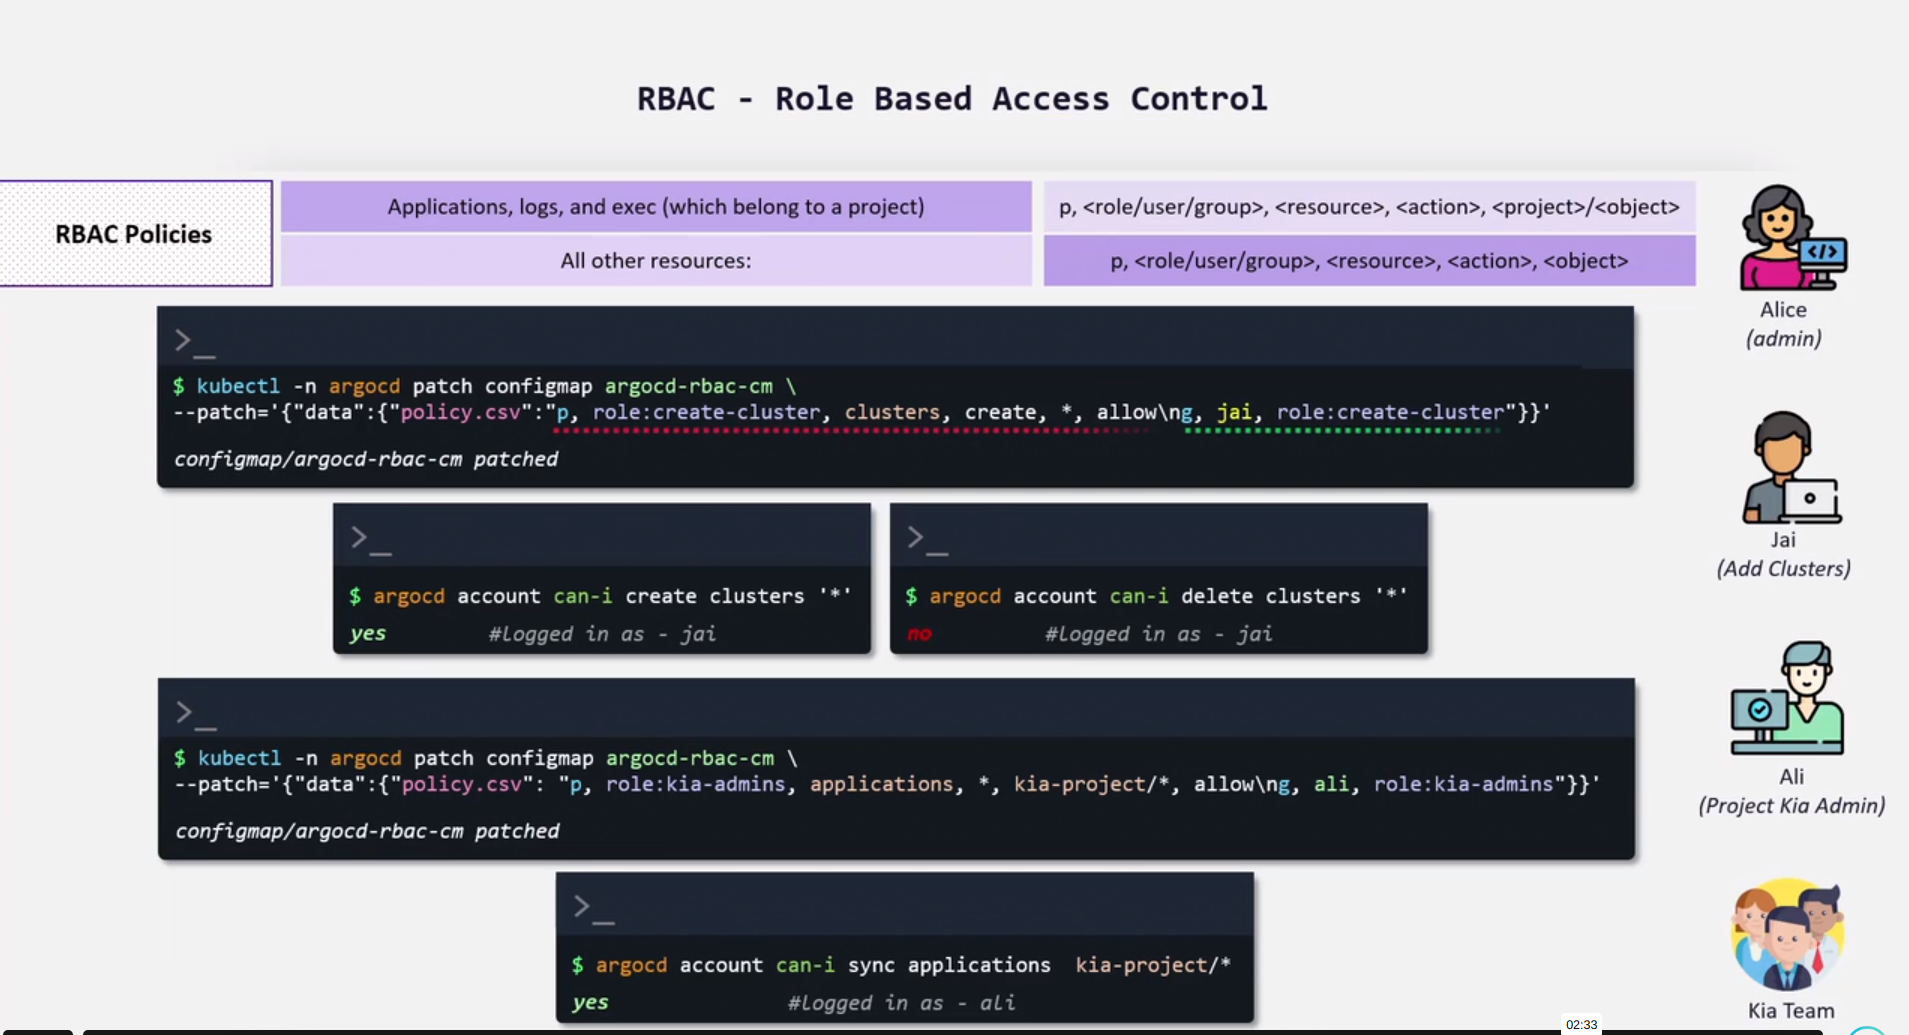 RBAC - Role Based Access Control
RBAC Policies
Applications, logs, and exec (which belong to a project)
p, <role/user/group>, <resource>, <action>, <project>/<object>
All other resources:
p, <role/user/group>, <resource>, <action>, <object>
Alice
(admin)
>_
$ kubectl -n argocd patch configmap argocd-rbac-cm \
--patch='{"data":{"policy.csv":"p, role:create-cluster, clusters, create, *, allow\ng, jai, role:create-cluster"}}'
configmap/argocd-rbac-cm patched
Jai
(Add Clusters)
>_
$ argocd account can-i create clusters '*'
yes #logged in as - jai
>_
$ argocd account can-i delete clusters '*'
no #logged in as - jai
>_
$ kubectl -n argocd patch configmap argocd-rbac-cm \
--patch='{"data":{"policy.csv": "p, role:kia-admins, applications, *, kia-project/*, allow\ng, ali, role:kia-admins"}}'
configmap/argocd-rbac-cm patched
Ali
(Project Kia Admin)
>_
$ argocd account can-i sync applications kia-project/*
yes #logged in as - ali
Kia Team
02:33